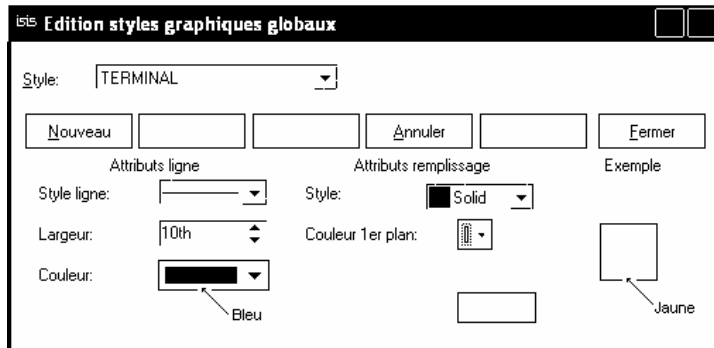 isis Edition styles graphiques globaux
Style: TERMINAL
Nouveau Annuler Fermer
Attributs ligne Attributs remplissage Exemple
Style ligne: Style: Solid
Largeur: 10th Couleur 1er plan:
Couleur:
Bleu Jaune